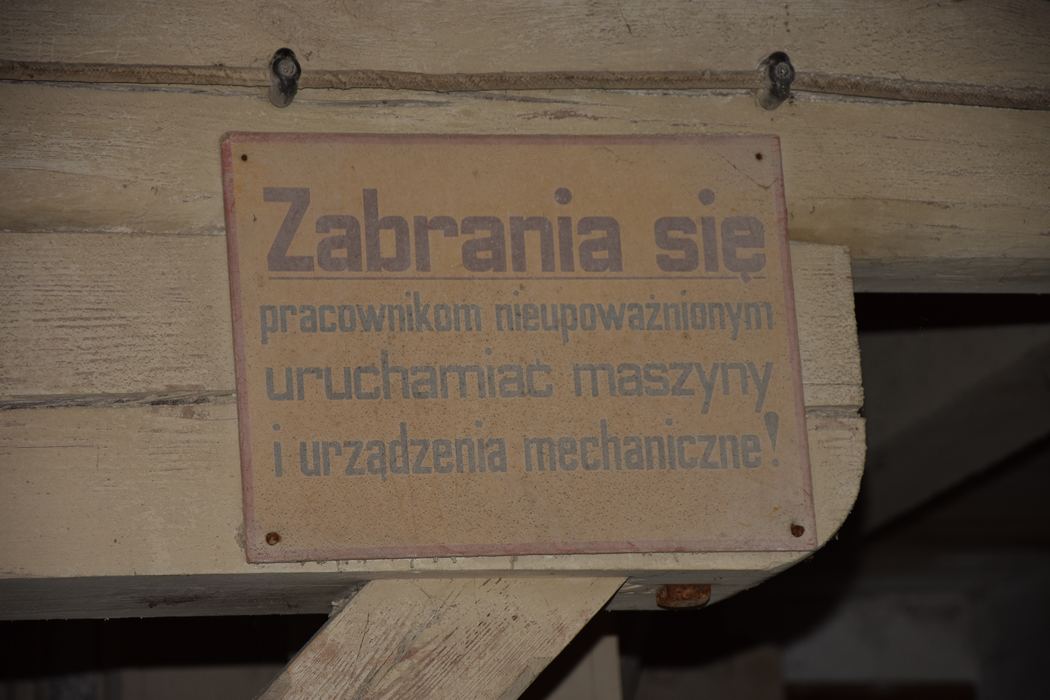 Zabrania się
pracownikom nieupoważnionym
uruchamiać maszyny
i urządzenia mechaniczne!